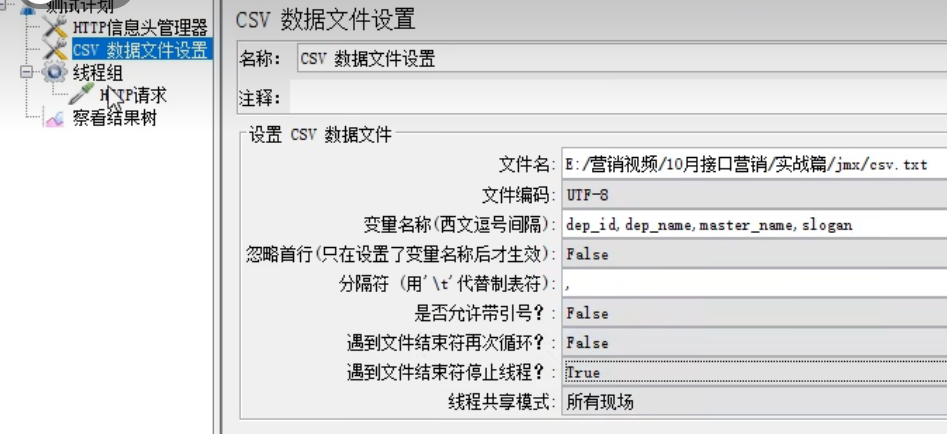 测试计划
HTTP信息头管理器
CSV 数据文件设置
线程组
HTTP请求
察看结果树
CSV 数据文件设置
名称: CSV 数据文件设置
注释:
设置 CSV 数据文件
文件名: E:/营销视频/10月接口营销/实战篇/jmx/csv.txt
文件编码: UTF-8
变量名称(西文逗号间隔): dep_id,dep_name,master_name,slogan
忽略首行(只在设置了变量名称后才生效): False
分隔符 (用'\t'代替制表符): ,
是否允许带引号?: False
遇到文件结束符再次循环?: False
遇到文件结束符停止线程?: True
线程共享模式: 所有现场